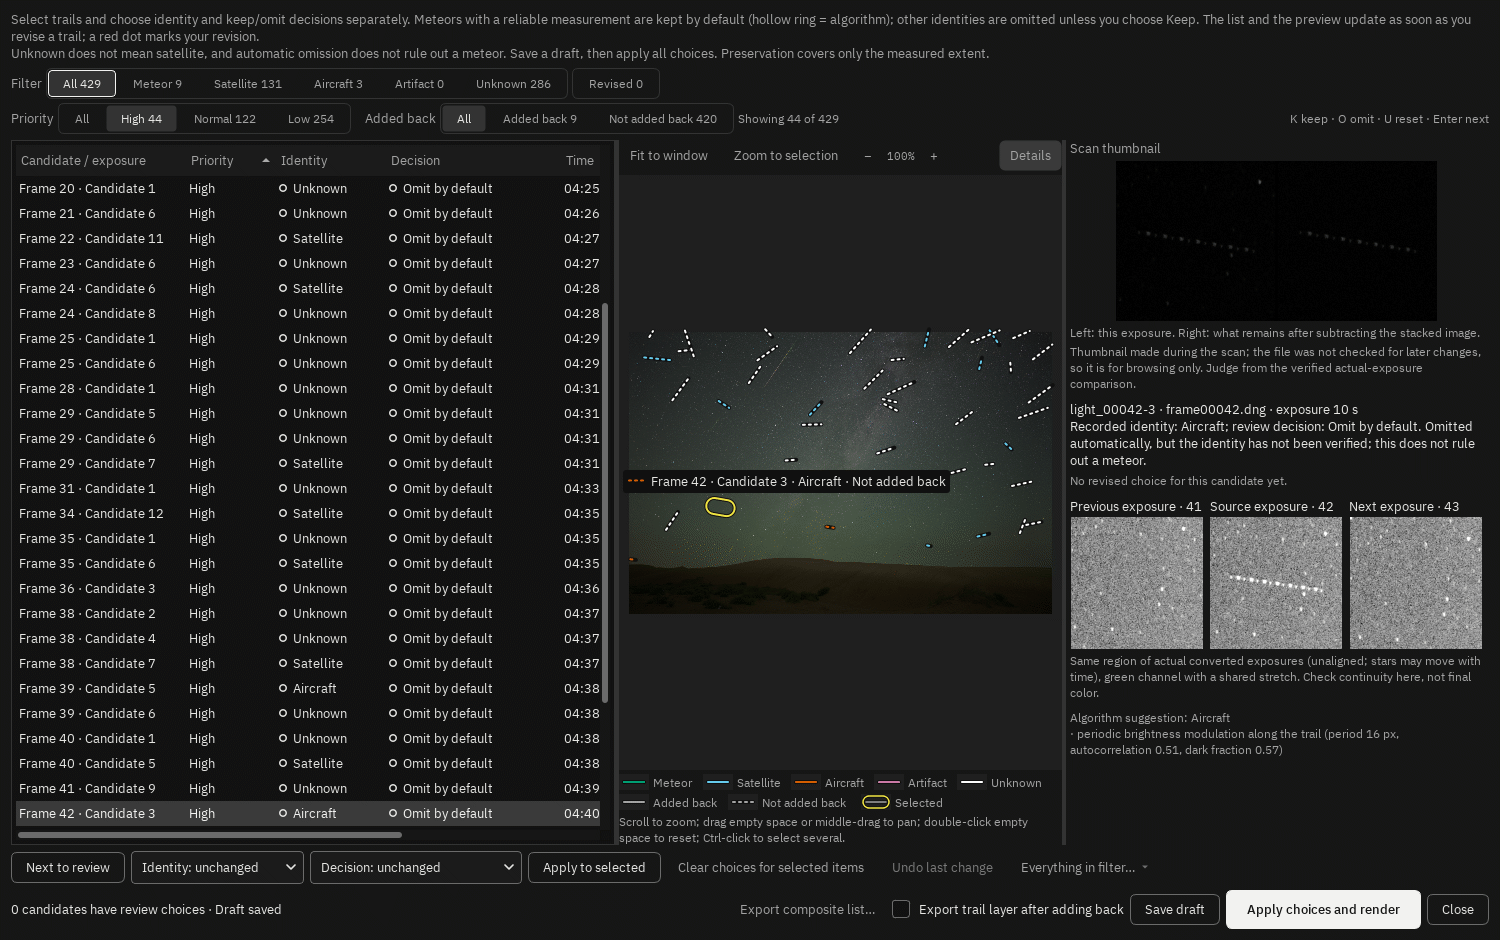 Select trails and choose identity and keep/omit decisions separately. Meteors with a reliable measurement are kept by default (hollow ring = algorithm); other identities are omitted unless you choose Keep. The list and the preview update as soon as you
revise a trail; a red dot marks your revision.
Unknown does not mean satellite, and automatic omission does not rule out a meteor. Save a draft, then apply all choices. Preservation covers only the measured extent.
Filter All 429 Meteor 9 Satellite 131 Aircraft 3 Artifact 0 Unknown 286 Revised 0
Priority All High 44 Normal 122 Low 254 Added back All Added back 9 Not added back 420 Showing 44 of 429 K keep · O omit · U reset · Enter next
Candidate / exposure Priority Identity Decision Time
Frame 20 · Candidate 1 High Unknown Omit by default 04:25
Frame 21 · Candidate 6 High Unknown Omit by default 04:26
Frame 22 · Candidate 11 High Satellite Omit by default 04:27
Frame 23 · Candidate 6 High Unknown Omit by default 04:27
Frame 24 · Candidate 6 High Satellite Omit by default 04:28
Frame 24 · Candidate 8 High Unknown Omit by default 04:28
Frame 25 · Candidate 1 High Unknown Omit by default 04:29
Frame 25 · Candidate 6 High Unknown Omit by default 04:29
Frame 28 · Candidate 1 High Unknown Omit by default 04:31
Frame 29 · Candidate 5 High Unknown Omit by default 04:31
Frame 29 · Candidate 6 High Unknown Omit by default 04:31
Frame 29 · Candidate 7 High Satellite Omit by default 04:31
Frame 31 · Candidate 1 High Unknown Omit by default 04:33
Frame 34 · Candidate 12 High Satellite Omit by default 04:35
Frame 35 · Candidate 1 High Unknown Omit by default 04:35
Frame 35 · Candidate 6 High Satellite Omit by default 04:35
Frame 36 · Candidate 3 High Unknown Omit by default 04:36
Frame 38 · Candidate 2 High Unknown Omit by default 04:37
Frame 38 · Candidate 4 High Unknown Omit by default 04:37
Frame 38 · Candidate 7 High Satellite Omit by default 04:37
Frame 39 · Candidate 5 High Aircraft Omit by default 04:38
Frame 39 · Candidate 6 High Unknown Omit by default 04:38
Frame 40 · Candidate 1 High Unknown Omit by default 04:38
Frame 40 · Candidate 5 High Satellite Omit by default 04:38
Frame 41 · Candidate 9 High Unknown Omit by default 04:39
Frame 42 · Candidate 3 High Aircraft Omit by default 04:40
Fit to window Zoom to selection − 100% + Details
Frame 42 · Candidate 3 · Aircraft · Not added back
Meteor Satellite Aircraft Artifact Unknown
Added back Not added back Selected
Scroll to zoom; drag empty space or middle-drag to pan; double-click empty
space to reset; Ctrl-click to select several.
Scan thumbnail
Left: this exposure. Right: what remains after subtracting the stacked image.
Thumbnail made during the scan; the file was not checked for later changes,
so it is for browsing only. Judge from the verified actual-exposure
comparison.
light_00042-3 · frame00042.dng · exposure 10 s
Recorded identity: Aircraft; review decision: Omit by default. Omitted
automatically, but the identity has not been verified; this does not rule
out a meteor.
No revised choice for this candidate yet.
Previous exposure · 41 Source exposure · 42 Next exposure · 43
Same region of actual converted exposures (unaligned; stars may move with
time), green channel with a shared stretch. Check continuity here, not final
color.
Algorithm suggestion: Aircraft
· periodic brightness modulation along the trail (period 16 px,
autocorrelation 0.51, dark fraction 0.57)
Next to review Identity: unchanged Decision: unchanged Apply to selected Clear choices for selected items Undo last change Everything in filter…
0 candidates have review choices · Draft saved Export composite list… Export trail layer after adding back Save draft Apply choices and render Close